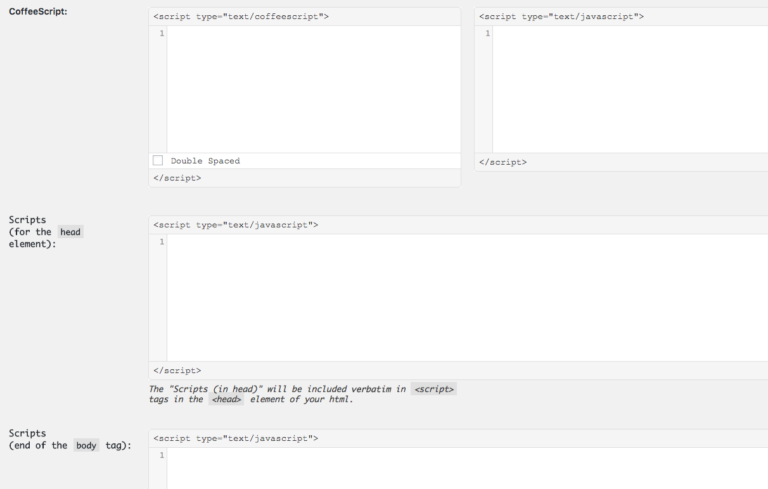 CoffeeScript:
<script type="text/coffeescript">
1
Double Spaced
</script>
<script type="text/javascript">
1
</script>
Scripts
(for the head
element):
<script type="text/javascript">
1
</script>
The "Scripts (in head)" will be included verbatim in <script>
tags in the <head> element of your html.
Scripts
(end of the body tag):
<script type="text/javascript">
1